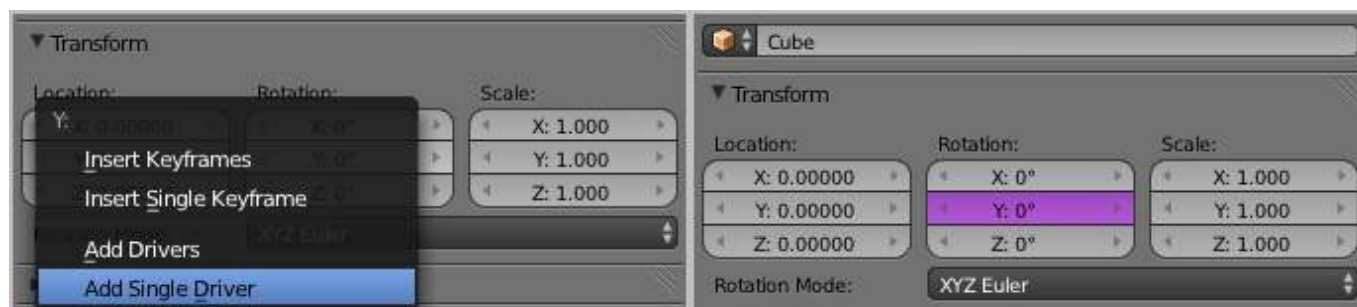 Transform
Location: Rotation: Scale:
Y:
X: 1.000
Insert Keyframes
Y: 1.000
Insert Single Keyframe
Z: 1.000
XYZ Euler
Add Drivers
Add Single Driver
Cube
Transform
Location: Rotation: Scale:
X: 0.00000 X: 0° X: 1.000
Y: 0.00000 Y: 0° Y: 1.000
Z: 0.00000 Z: 0° Z: 1.000
Rotation Mode: XYZ Euler